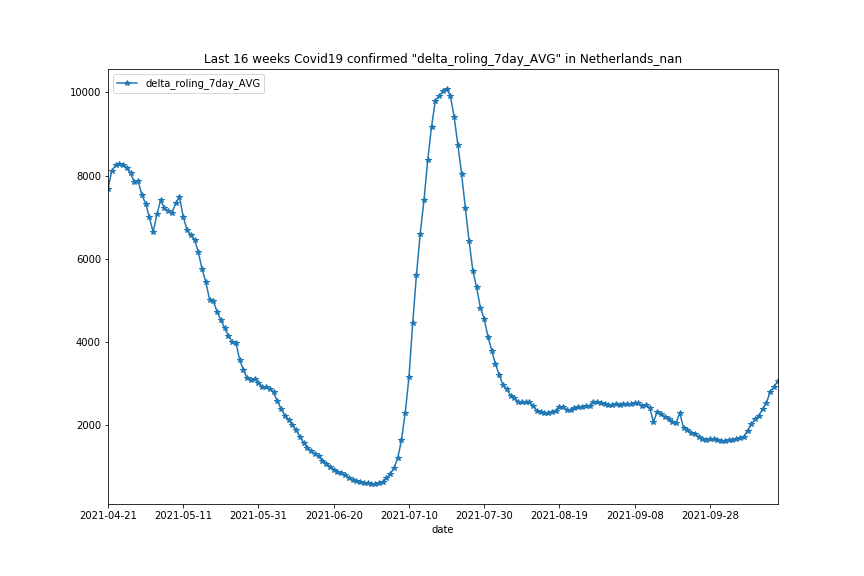 Last 16 weeks Covid19 confirmed "delta_roling_7day_AVG" in Netherlands_nan
delta_roling_7day_AVG
10000
8000
6000
4000
2000
2021-04-21 2021-05-11 2021-05-31 2021-06-20 2021-07-10 2021-07-30 2021-08-19 2021-09-08 2021-09-28
date